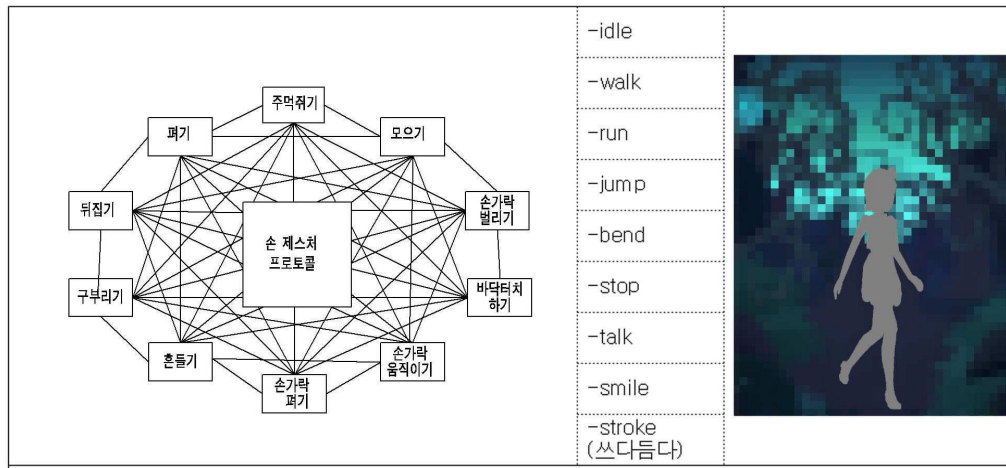 주먹쥐기
펴기
모으기
뒤집기
손가락
벌리기
손 제스처
프로토콜
구부리기
바닥터치
하기
흔들기
손가락
움직이기
손가락
펴기
-idle
-walk
-run
-jump
-bend
-stop
-talk
-smile
-stroke
(쓰다듬다)